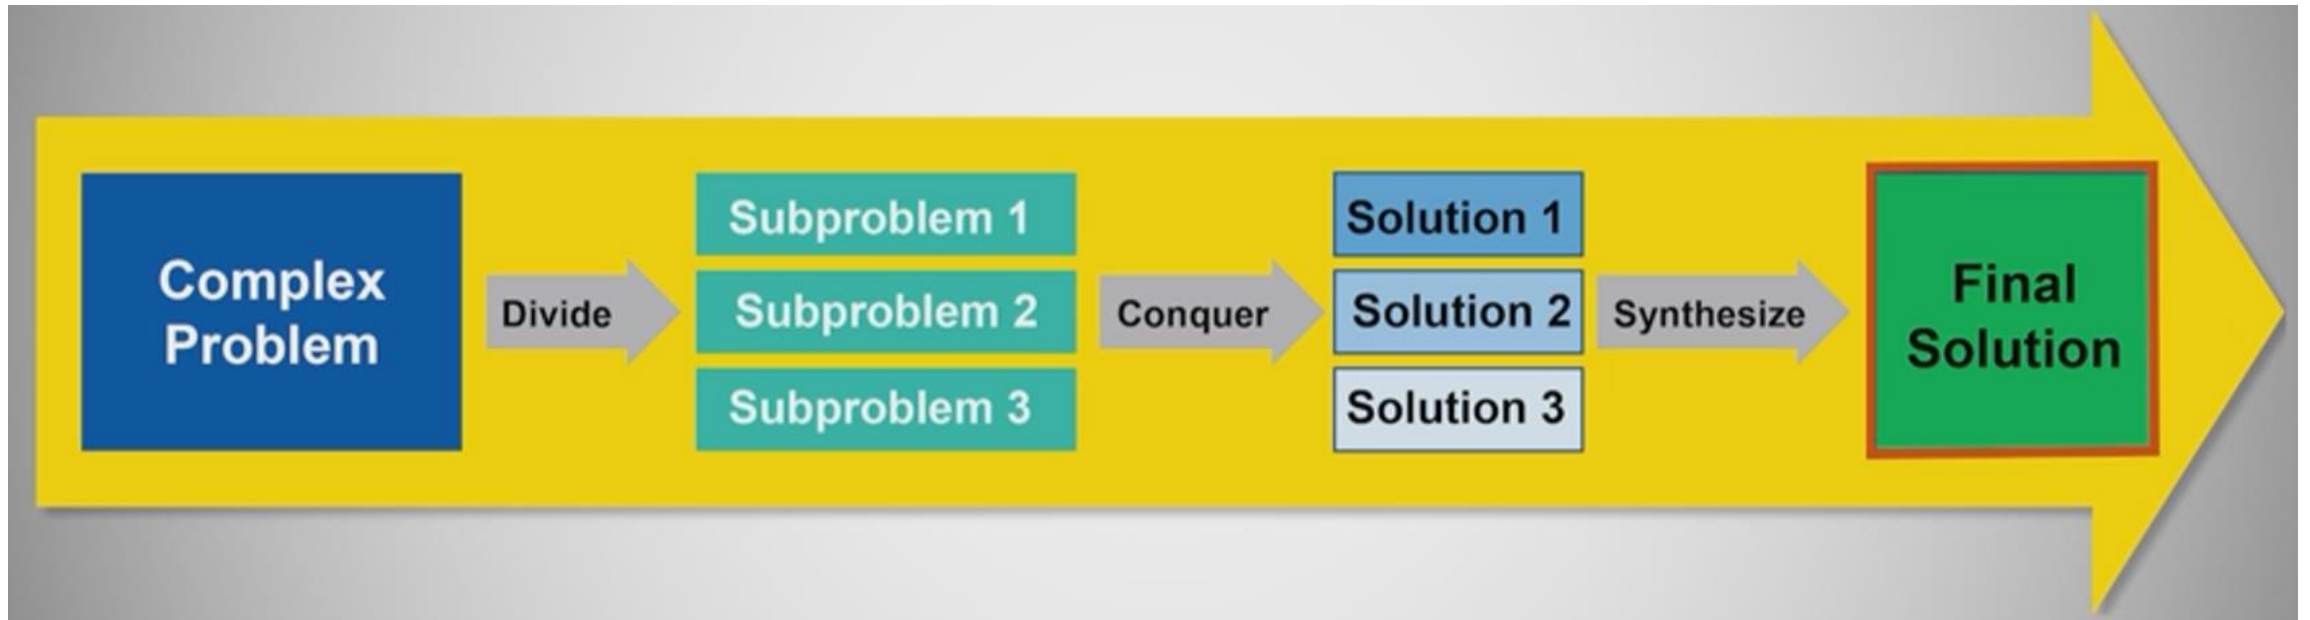 Complex
Problem
Divide
Subproblem 1
Subproblem 2
Subproblem 3
Conquer
Solution 1
Solution 2
Solution 3
Synthesize
Final
Solution